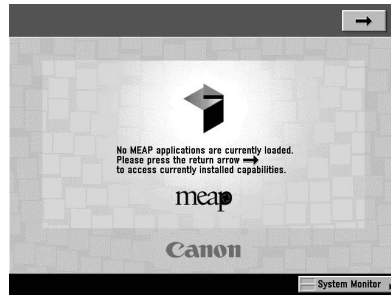 No MEAP applications are currently loaded.
Please press the return arrow ➞
to access currently installed capabilities.
meap
Canon
System Monitor